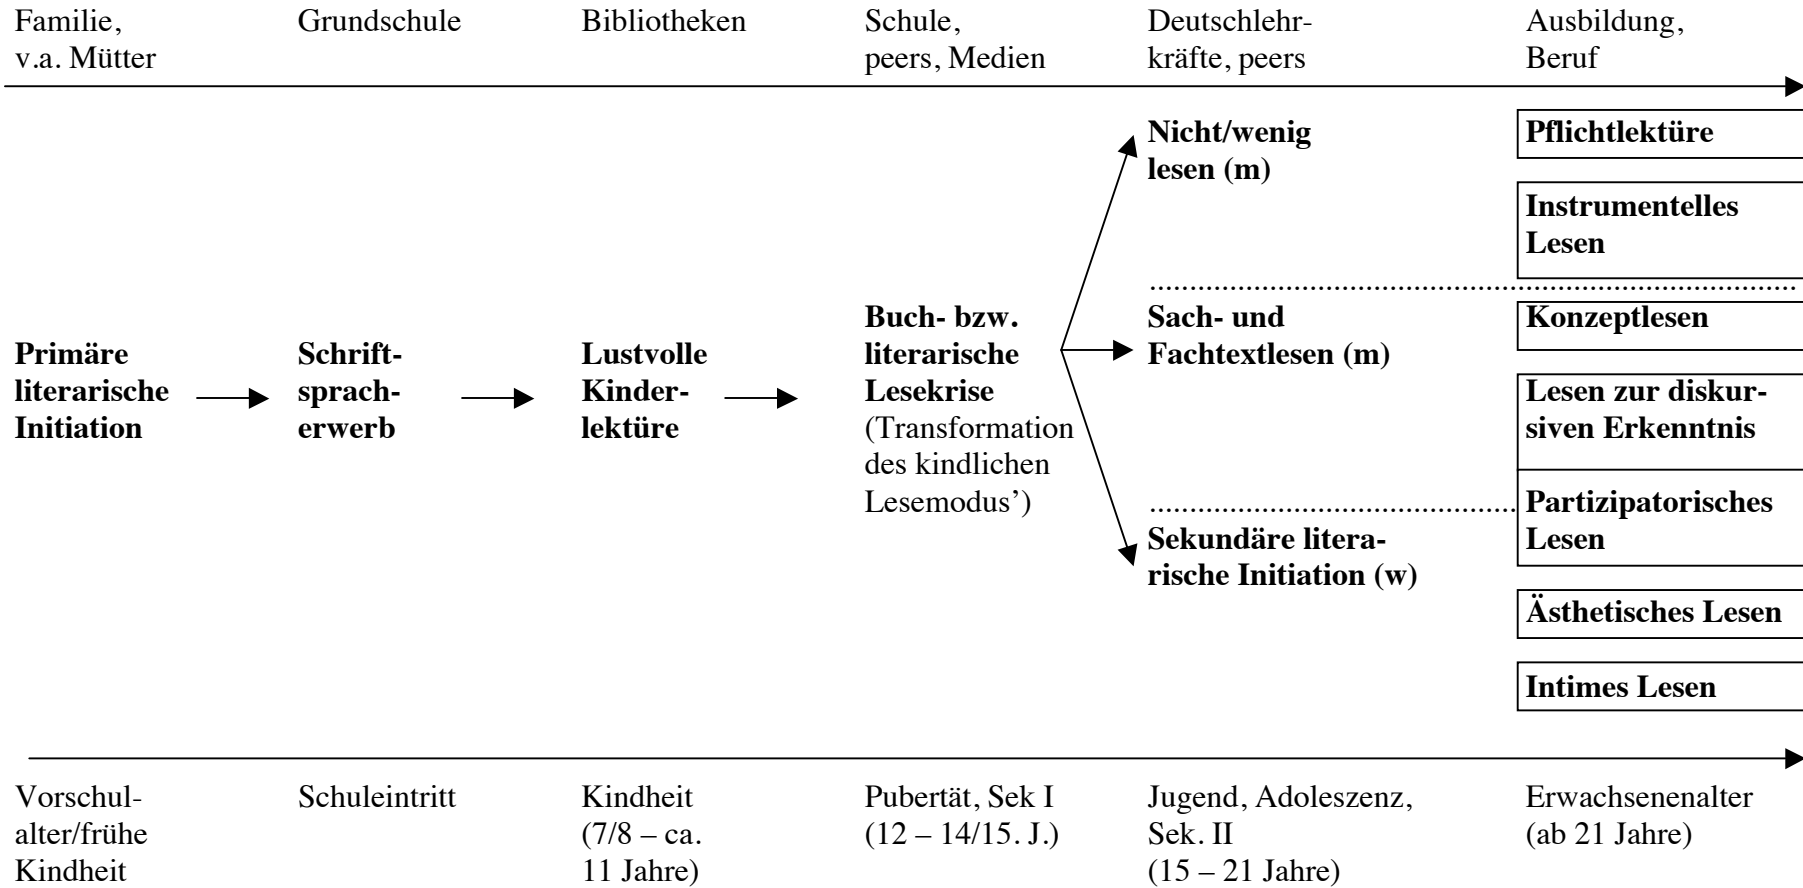 Familie,
v.a. Mütter
Grundschule
Bibliotheken
Schule,
peers, Medien
Deutschlehr-
kräfte, peers
Ausbildung,
Beruf
Primäre
literarische
Initiation
Schrift-
sprach-
erwerb
Lustvolle
Kinder-
lektüre
Buch- bzw.
literarische
Lesekrise
(Transformation
des kindlichen
Lesemodus’)
Nicht/wenig
lesen (m)
Sach- und
Fachtextlesen (m)
Sekundäre litera-
rische Initiation (w)
Pflichtlektüre
Instrumentelles
Lesen
Konzeptlesen
Lesen zur diskur-
siven Erkenntnis
Partizipatorisches
Lesen
Ästhetisches Lesen
Intimes Lesen
Vorschul-
alter/frühe
Kindheit
Schuleintritt
Kindheit
(7/8 – ca.
11 Jahre)
Pubertät, Sek I
(12 – 14/15. J.)
Jugend, Adoleszenz,
Sek. II
(15 – 21 Jahre)
Erwachsenenalter
(ab 21 Jahre)